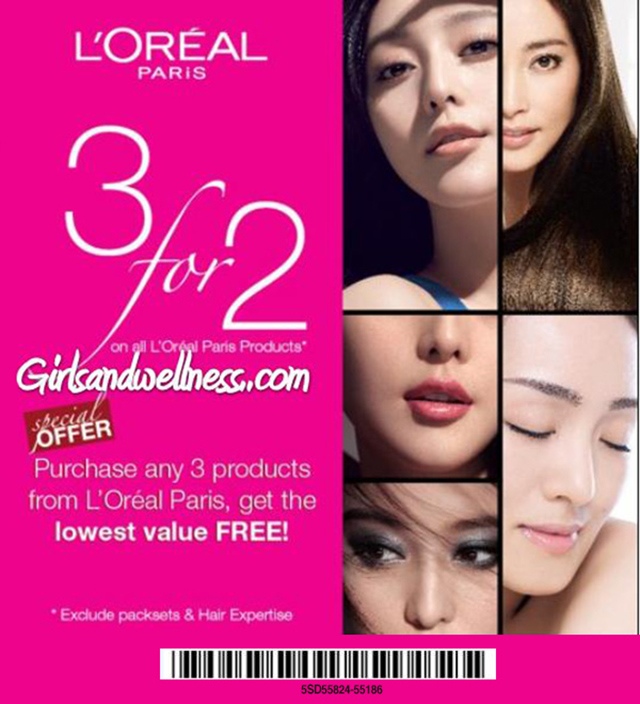 L'ORÉAL
PARiS
3
for 2
on all L'Oréal Paris Products*
Girlsandwellness.com
special
OFFER
Purchase any 3 products
from L'Oréal Paris, get the
lowest value FREE!
* Exclude packsets & Hair Expertise
5SD55824-55186